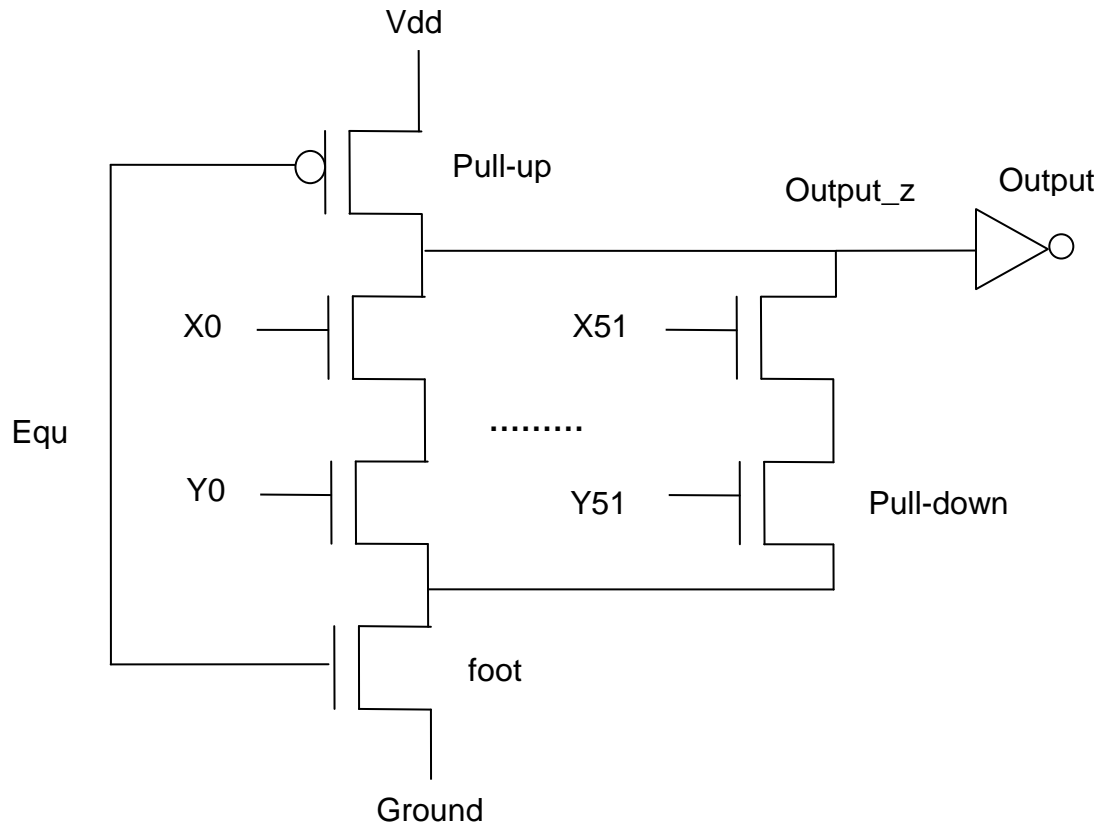 Vdd
Pull-up
Output_z
Output
X0
X51
Equ
.........
Y0
Y51
Pull-down
foot
Ground